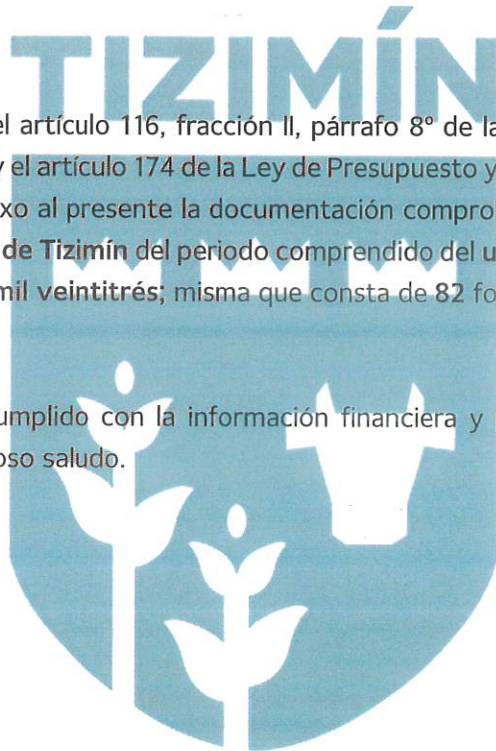 TIZIMÍN
el artículo 116, fracción II, párrafo 8º de la
y el artículo 174 de la Ley de Presupuesto y
xo al presente la documentación compro
de Tizimín del periodo comprendido del u
mil veintitrés; misma que consta de 82 fo
umplido con la información financiera y
oso saludo.